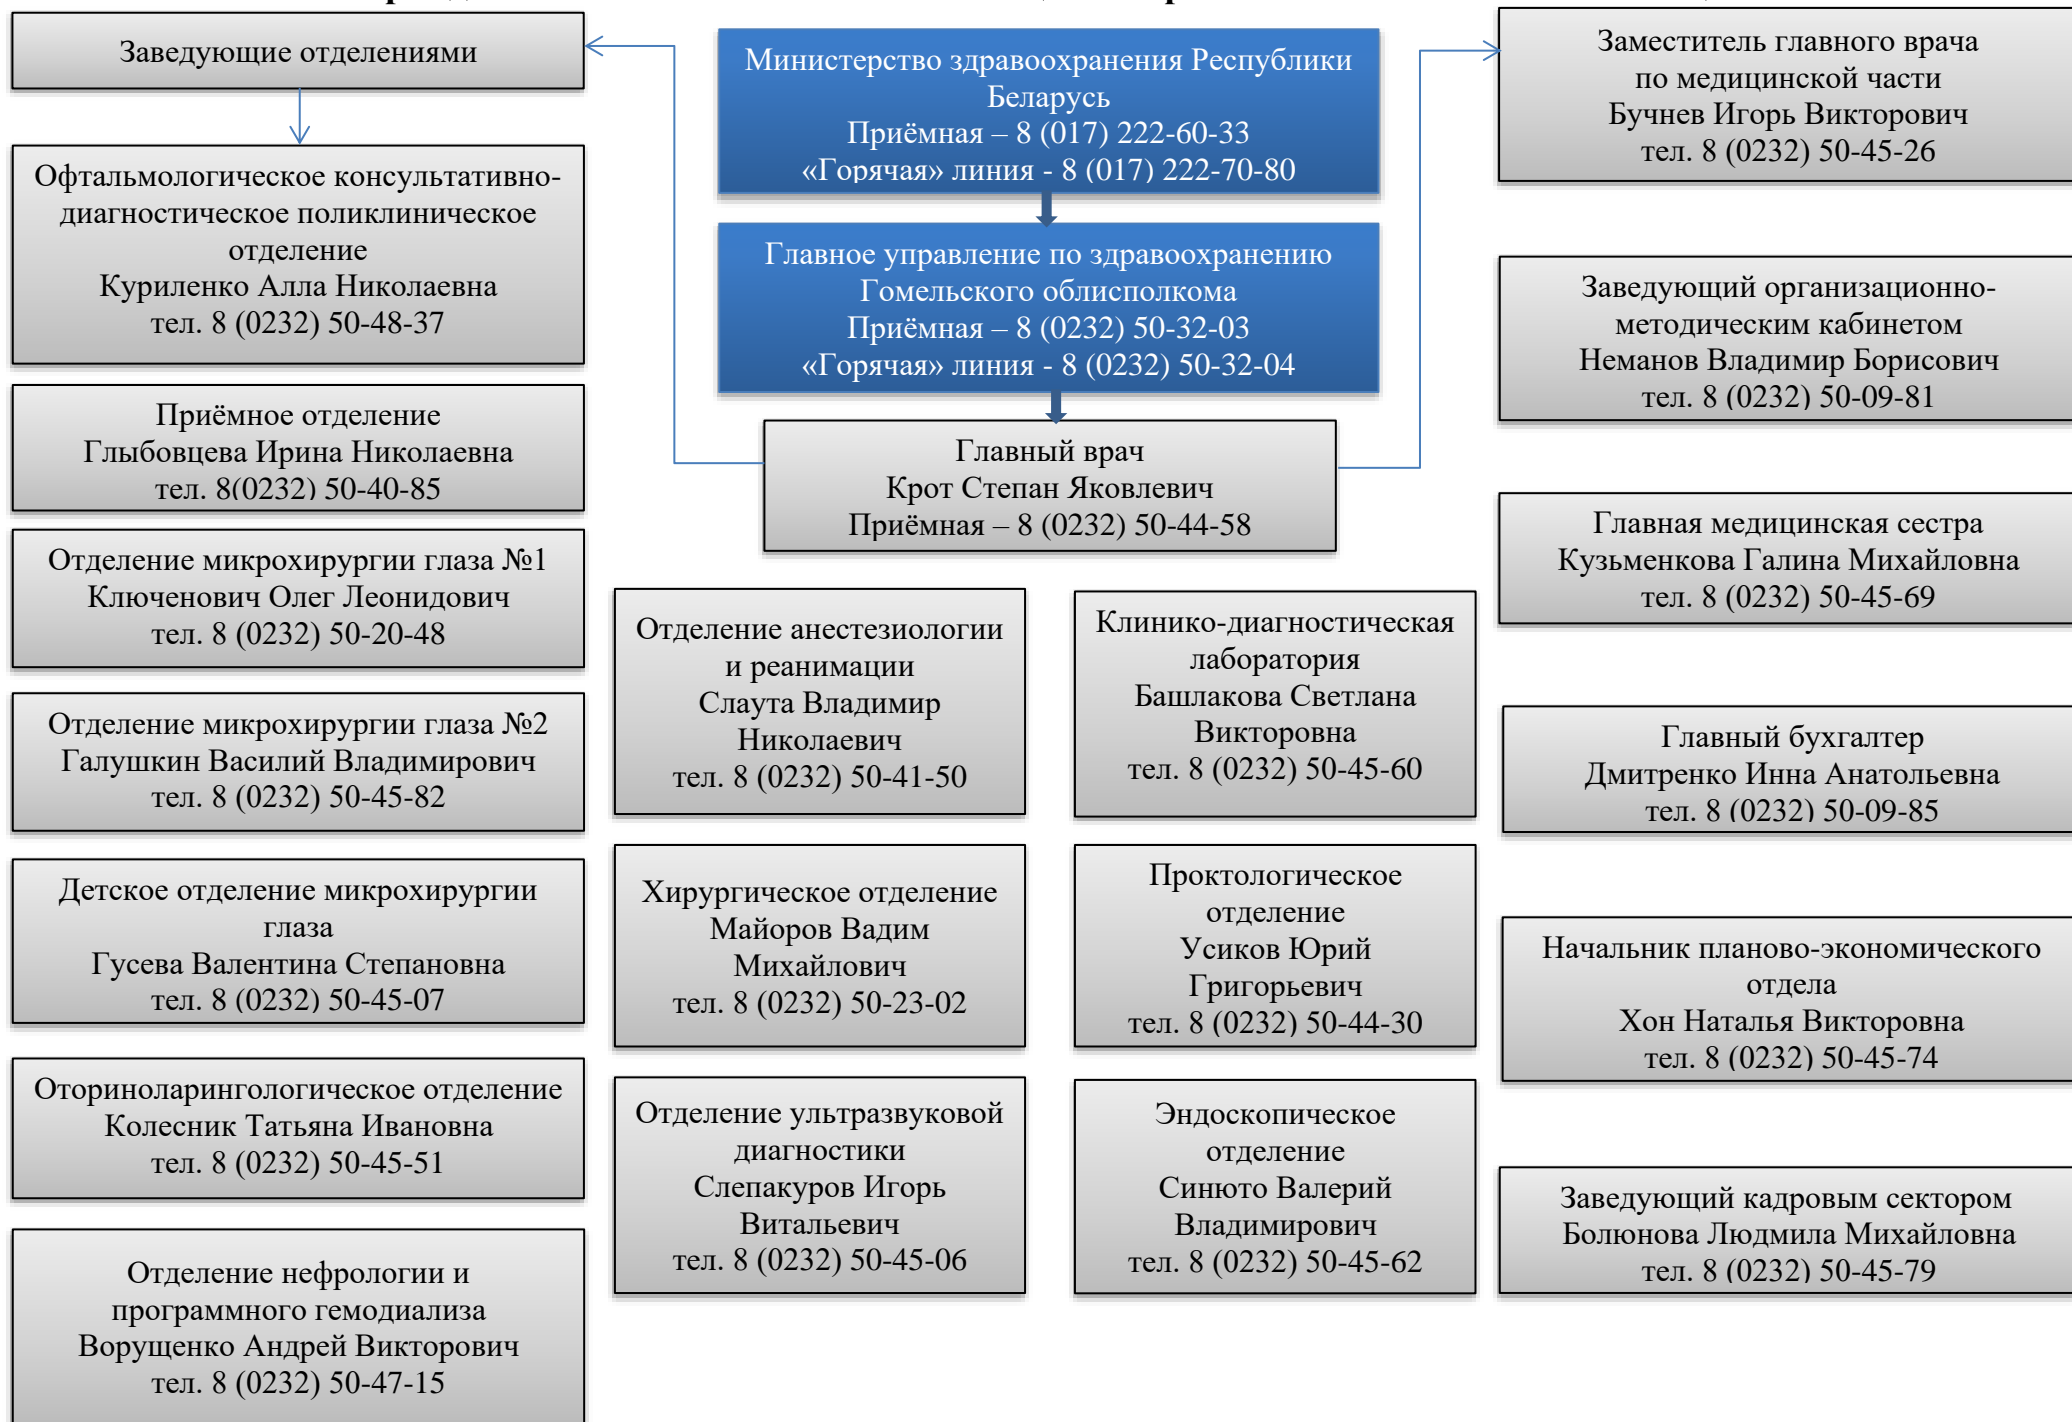 Заведующие отделениями
Офтальмологическое консультативно-
диагностическое поликлиническое
отделение
Куриленко Алла Николаевна
тел. 8 (0232) 50-48-37
Приёмное отделение
Глыбовцева Ирина Николаевна
тел. 8(0232) 50-40-85
Отделение микрохирургии глаза №1
Ключенович Олег Леонидович
тел. 8 (0232) 50-20-48
Отделение микрохирургии глаза №2
Галушкин Василий Владимирович
тел. 8 (0232) 50-45-82
Детское отделение микрохирургии
глаза
Гусева Валентина Степановна
тел. 8 (0232) 50-45-07
Оториноларингологическое отделение
Колесник Татьяна Ивановна
тел. 8 (0232) 50-45-51
Отделение нефрологии и
программного гемодиализа
Ворущенко Андрей Викторович
тел. 8 (0232) 50-47-15
Министерство здравоохранения Республики
Беларусь
Приёмная – 8 (017) 222-60-33
«Горячая» линия - 8 (017) 222-70-80
Главное управление по здравоохранению
Гомельского облисполкома
Приёмная – 8 (0232) 50-32-03
«Горячая» линия - 8 (0232) 50-32-04
Главный врач
Крот Степан Яковлевич
Приёмная – 8 (0232) 50-44-58
Отделение анестезиологии
и реанимации
Слаута Владимир
Николаевич
тел. 8 (0232) 50-41-50
Хирургическое отделение
Майоров Вадим
Михайлович
тел. 8 (0232) 50-23-02
Отделение ультразвуковой
диагностики
Слепакуров Игорь
Витальевич
тел. 8 (0232) 50-45-06
Клинико-диагностическая
лаборатория
Башлакова Светлана
Викторовна
тел. 8 (0232) 50-45-60
Проктологическое
отделение
Усиков Юрий
Григорьевич
тел. 8 (0232) 50-44-30
Эндоскопическое
отделение
Синюто Валерий
Владимирович
тел. 8 (0232) 50-45-62
Заместитель главного врача
по медицинской части
Бучнев Игорь Викторович
тел. 8 (0232) 50-45-26
Заведующий организационно-
методическим кабинетом
Неманов Владимир Борисович
тел. 8 (0232) 50-09-81
Главная медицинская сестра
Кузьменкова Галина Михайловна
тел. 8 (0232) 50-45-69
Главный бухгалтер
Дмитренко Инна Анатольевна
тел. 8 (0232) 50-09-85
Начальник планово-экономического
отдела
Хон Наталья Викторовна
тел. 8 (0232) 50-45-74
Заведующий кадровым сектором
Болюнова Людмила Михайловна
тел. 8 (0232) 50-45-79